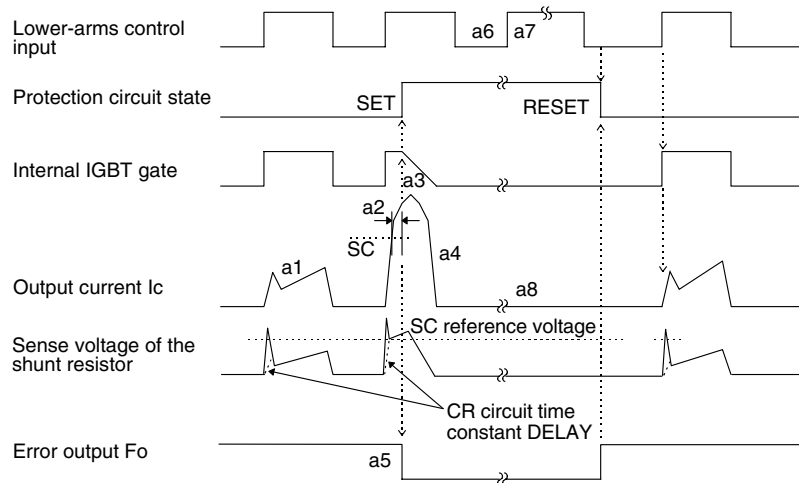 Lower-arms control
input
a6
a7
Protection circuit state
SET
RESET
Internal IGBT gate
a3
a2
SC
a4
a1
Output current Ic
a8
SC reference voltage
Sense voltage of the
shunt resistor
CR circuit time
constant DELAY
Error output Fo
a5